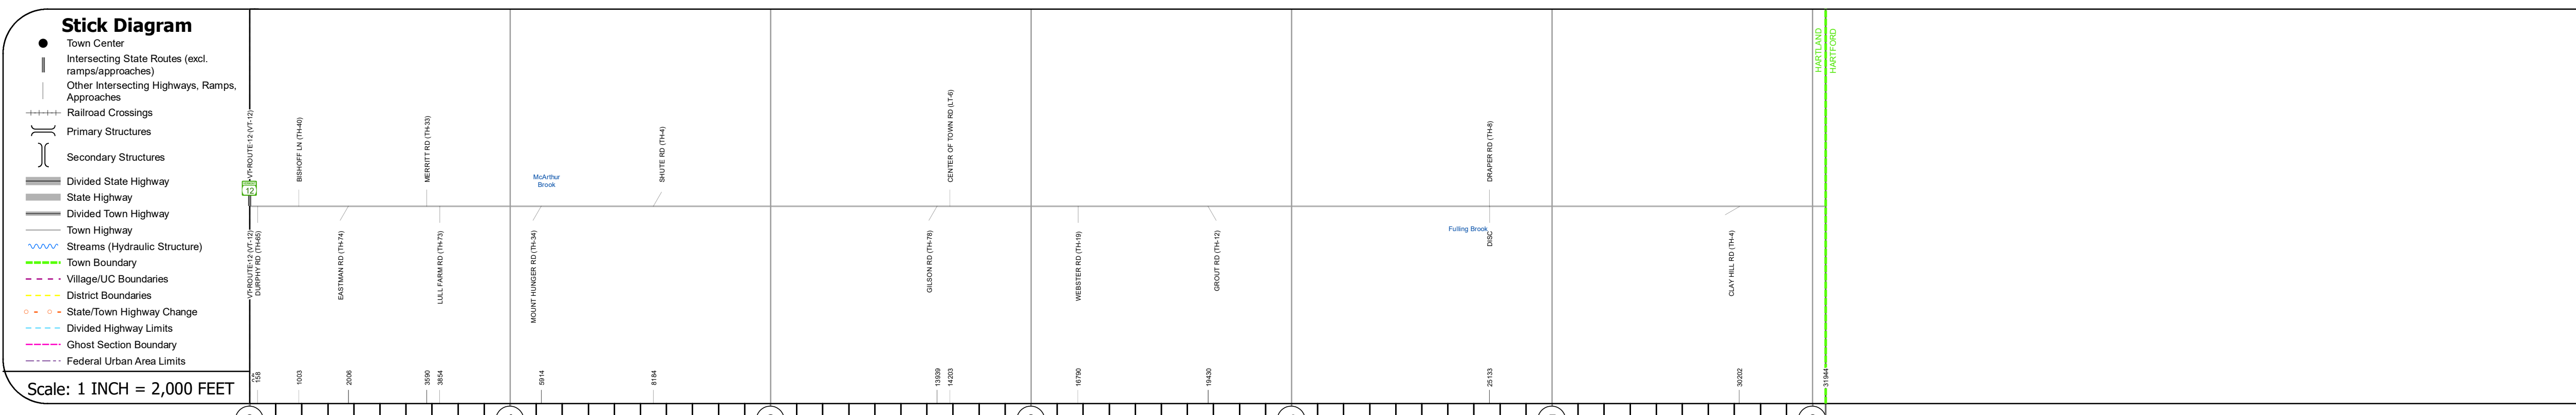 Stick Diagram
Town Center
Intersecting State Routes (excl.
ramps/approaches)
Other Intersecting Highways, Ramps,
Approaches
Railroad Crossings
Primary Structures
Secondary Structures
Divided State Highway
State Highway
Divided Town Highway
Town Highway
Streams (Hydraulic Structure)
Town Boundary
Village/UC Boundaries
District Boundaries
State/Town Highway Change
Divided Highway Limits
Ghost Section Boundary
Federal Urban Area Limits
Scale: 1 INCH = 2,000 FEET
VT-ROUTE-12 (VT-12)
12
BISHOFF LN (TH-40)
MERRITT RD (TH-33)
McArthur
Brook
SHUTE RD (TH-4)
CENTER OF TOWN RD (LT-6)
DRAPER RD (TH-8)
HARTLAND
HARTFORD
VT-ROUTE-12 (VT-12)
DURPHY RD (TH-65)
EASTMAN RD (TH-74)
LULL FARM RD (TH-73)
MOUNT HUNGER RD (TH-34)
GILSON RD (TH-78)
WEBSTER RD (TH-19)
GROUT RD (TH-12)
Fulling Brook
DISC
CLAY HILL RD (TH-4)
158
1003
2006
3590
3854
5914
8184
13939
14203
16790
19430
25133
30202
31944